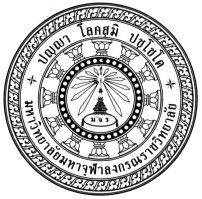 ปญฺญา โลกสฺมิ ปชฺโชโต
มจร
มหาวิทยาลัยมหาจุฬาลงกรณราชวิทยาลัย